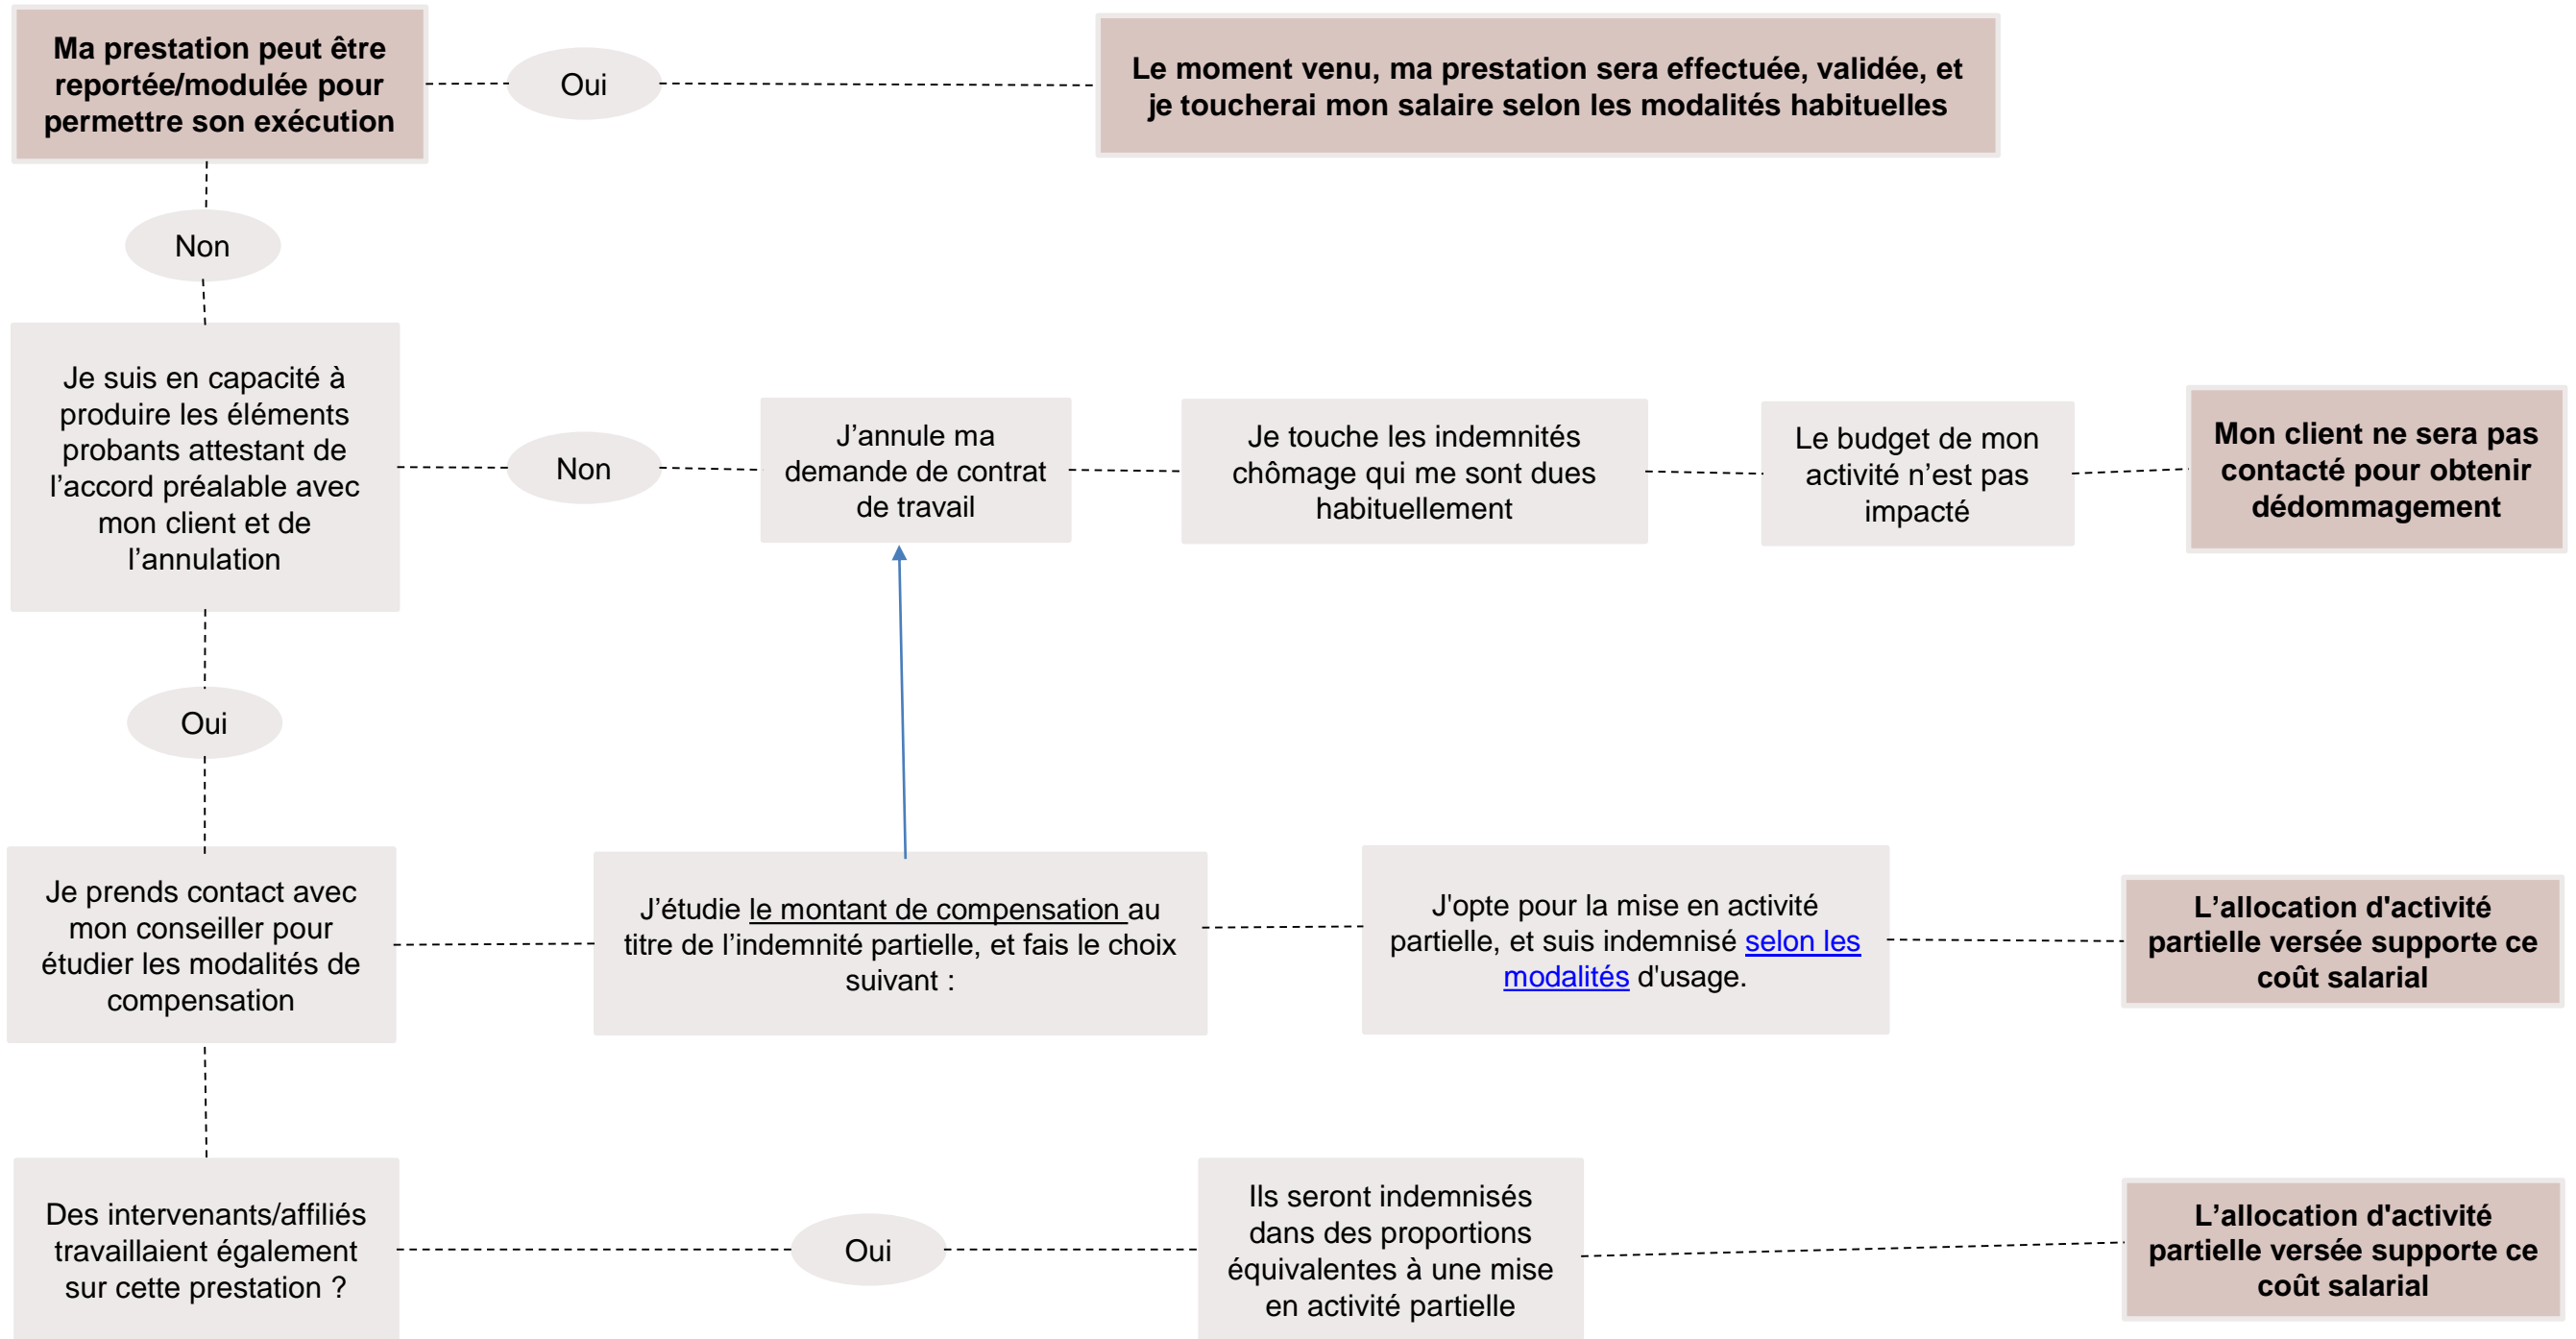 Ma prestation peut être
reportée/modulée pour
permettre son exécution
Oui
Le moment venu, ma prestation sera effectuée, validée, et
je toucherai mon salaire selon les modalités habituelles
Non
Je suis en capacité à
produire les éléments
probants attestant de
l’accord préalable avec
mon client et de
l’annulation
Non
J’annule ma
demande de contrat
de travail
Je touche les indemnités
chômage qui me sont dues
habituellement
Le budget de mon
activité n’est pas
impacté
Mon client ne sera pas
contacté pour obtenir
dédommagement
Oui
Je prends contact avec
mon conseiller pour
étudier les modalités de
compensation
J’étudie le montant de compensation au
titre de l’indemnité partielle, et fais le choix
suivant :
J'opte pour la mise en activité
partielle, et suis indemnisé selon les
modalités d'usage.
L’allocation d'activité
partielle versée supporte ce
coût salarial
Des intervenants/affiliés
travaillaient également
sur cette prestation ?
Oui
Ils seront indemnisés
dans des proportions
équivalentes à une mise
en activité partielle
L’allocation d'activité
partielle versée supporte ce
coût salarial